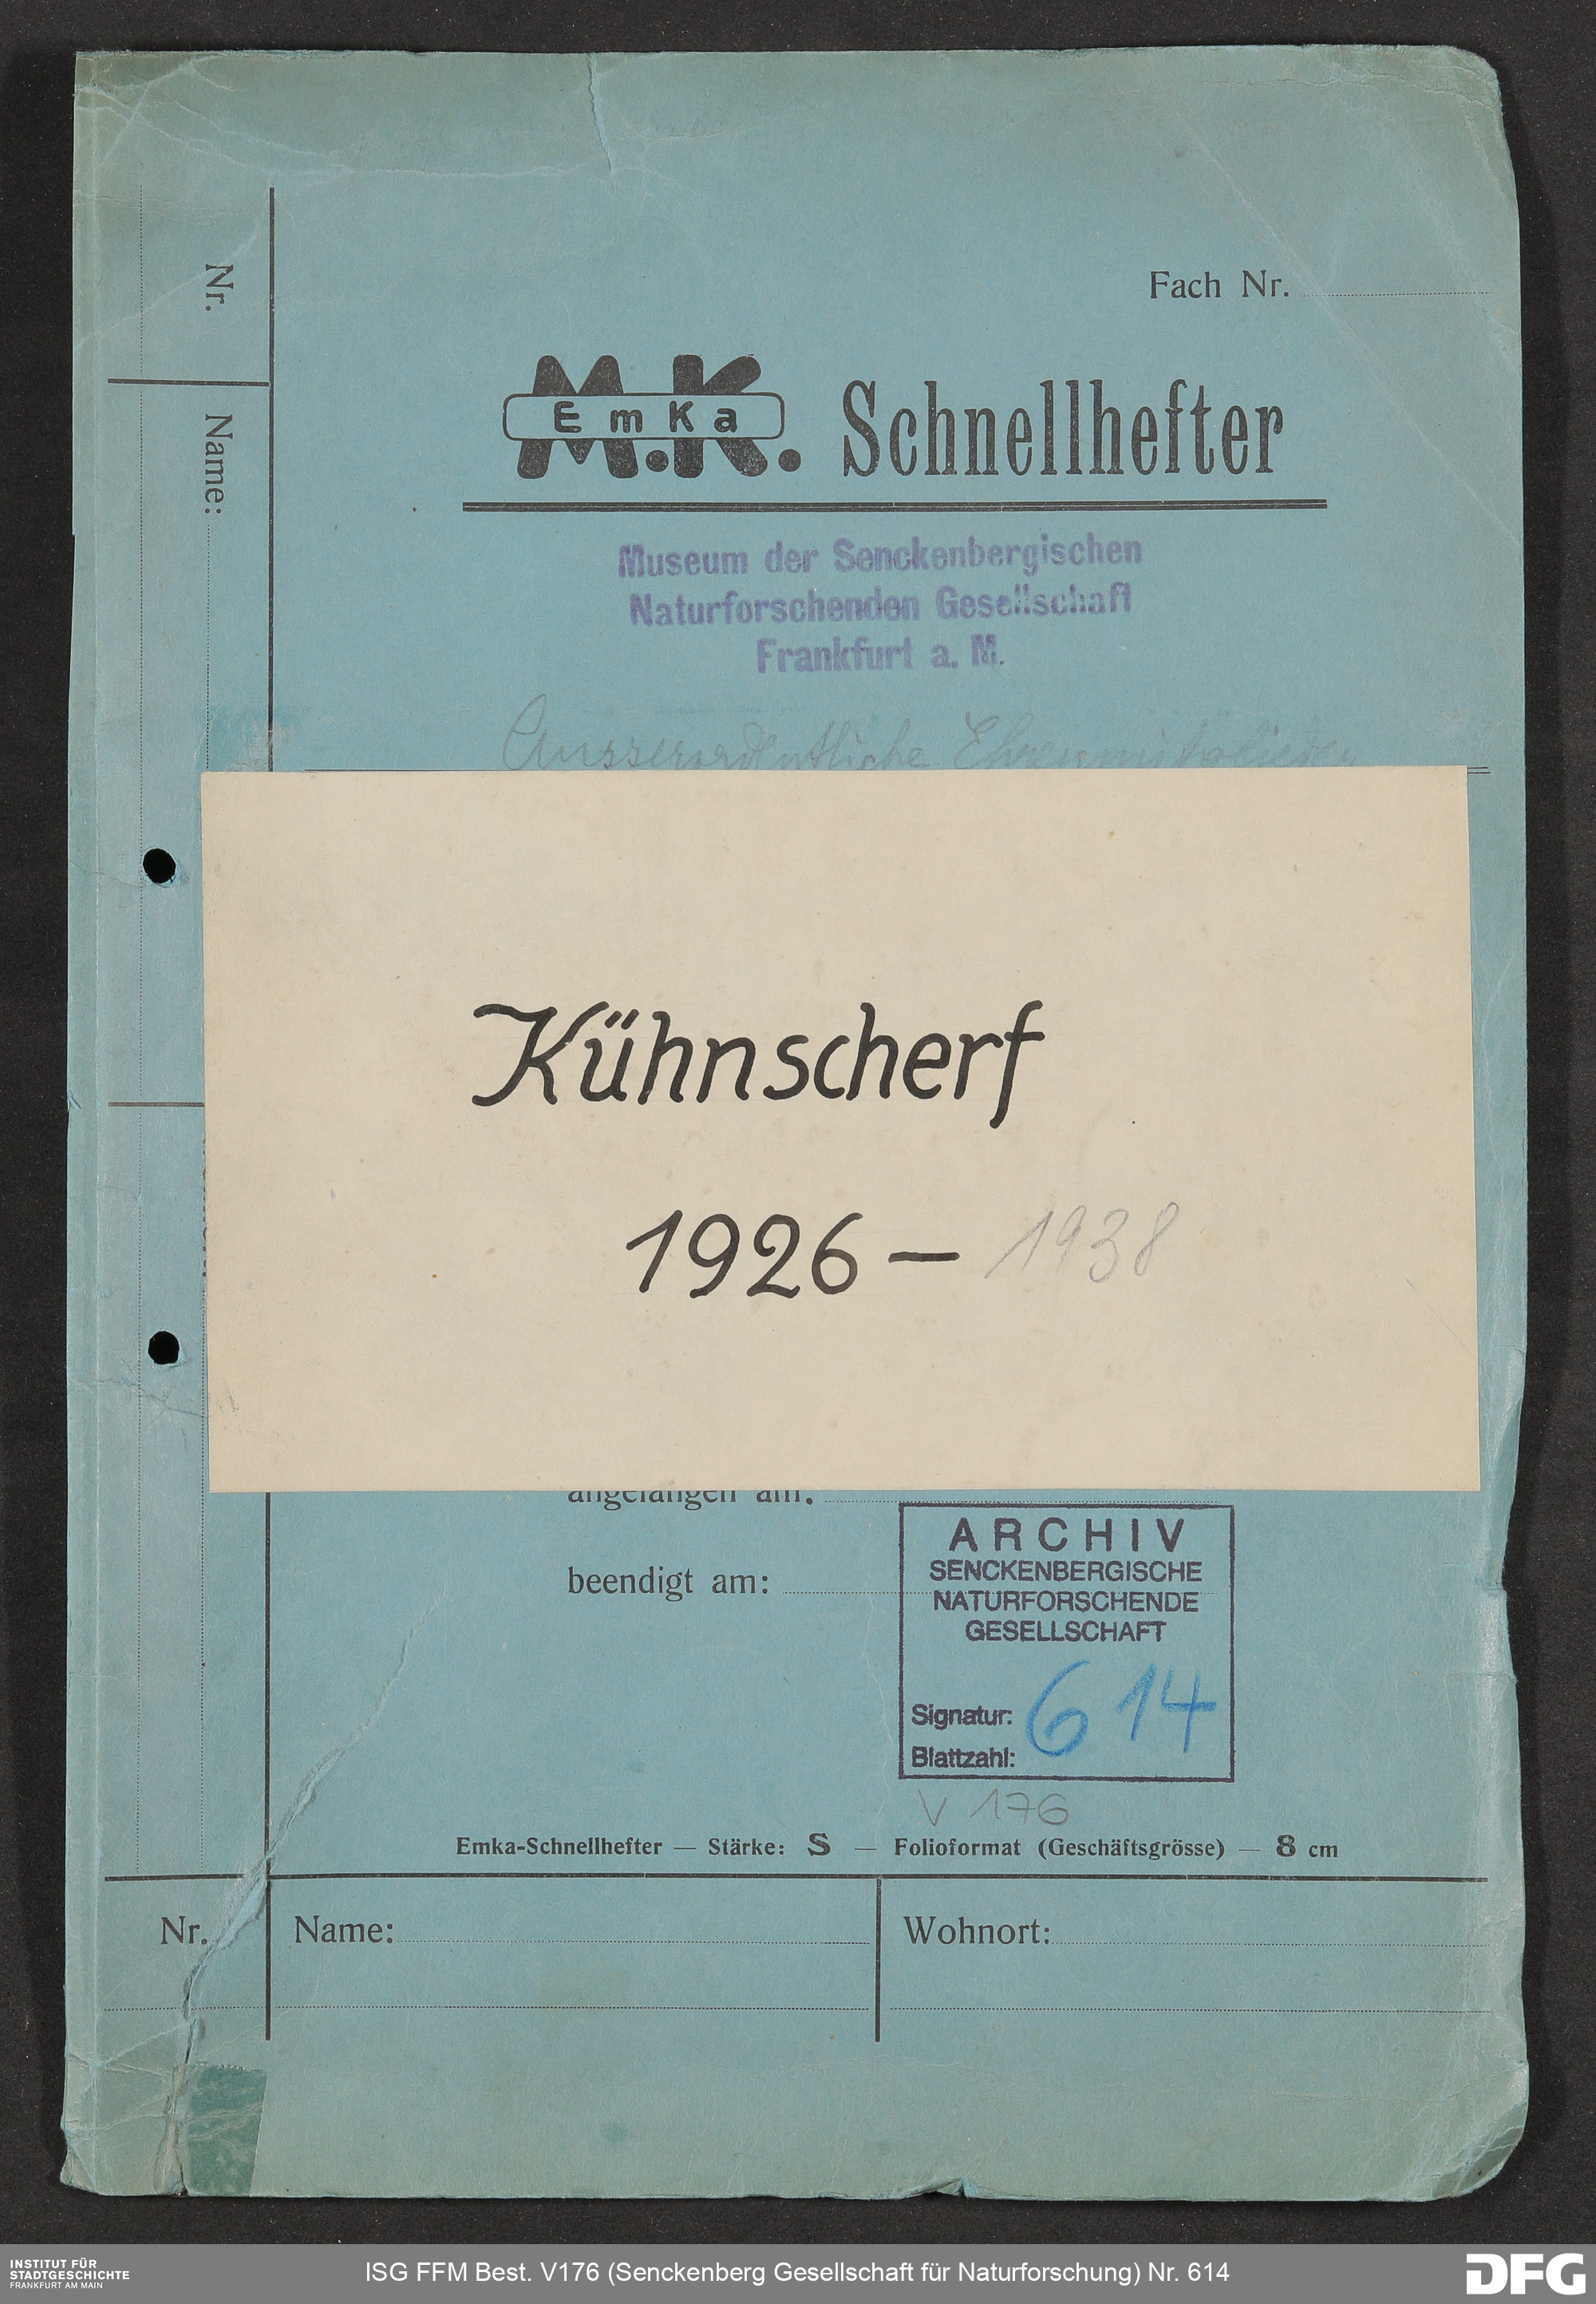 Nr.
Name:
Fach Nr.
M.K.
EmKa
Schnellhefter
Museum der Senckenbergischen
Naturforschenden Gesellschaft
Frankfurt a. M.
Ausserordentliche Ehrenmitglieder
Kühnscherf
1926 – 1938
angefangen am:
beendigt am:
ARCHIV
SENCKENBERGISCHE
NATURFORSCHENDE
GESELLSCHAFT
Signatur: 614
Blattzahl:
V 176
Emka-Schnellhefter — Stärke: S — Folioformat (Geschäftsgrösse) — 8 cm
Nr.
Name:
Wohnort:
INSTITUT FÜR
STADTGESCHICHTE
FRANKFURT AM MAIN
ISG FFM Best. V176 (Senckenberg Gesellschaft für Naturforschung) Nr. 614
DFG